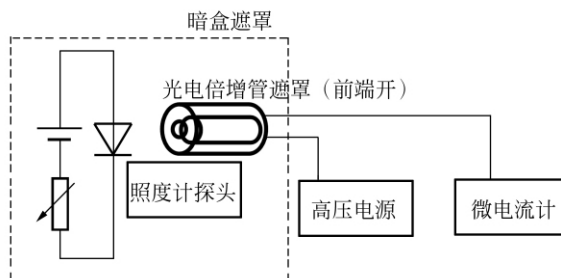 暗盒遮罩
光电倍增管遮罩（前端开）
照度计探头
高压电源
微电流计